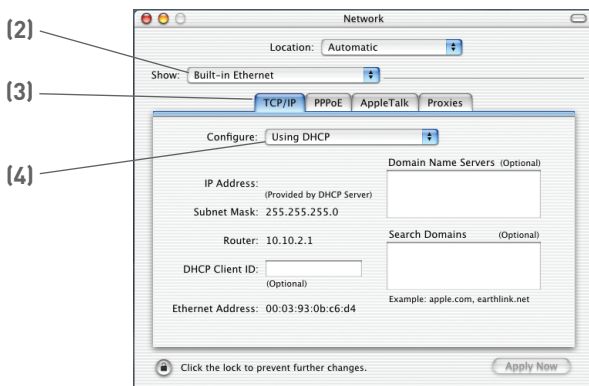 Network
Location: Automatic
(2)
Show: Built-in Ethernet
(3)
TCP/IP PPPoE AppleTalk Proxies
(4)
Configure: Using DHCP
Domain Name Servers (Optional)
IP Address:
(Provided by DHCP Server)
Subnet Mask: 255.255.255.0
Router: 10.10.2.1
Search Domains (Optional)
DHCP Client ID:
(Optional)
Example: apple.com, earthlink.net
Ethernet Address: 00:03:93:0b:c6:d4
Click the lock to prevent further changes.
Apply Now